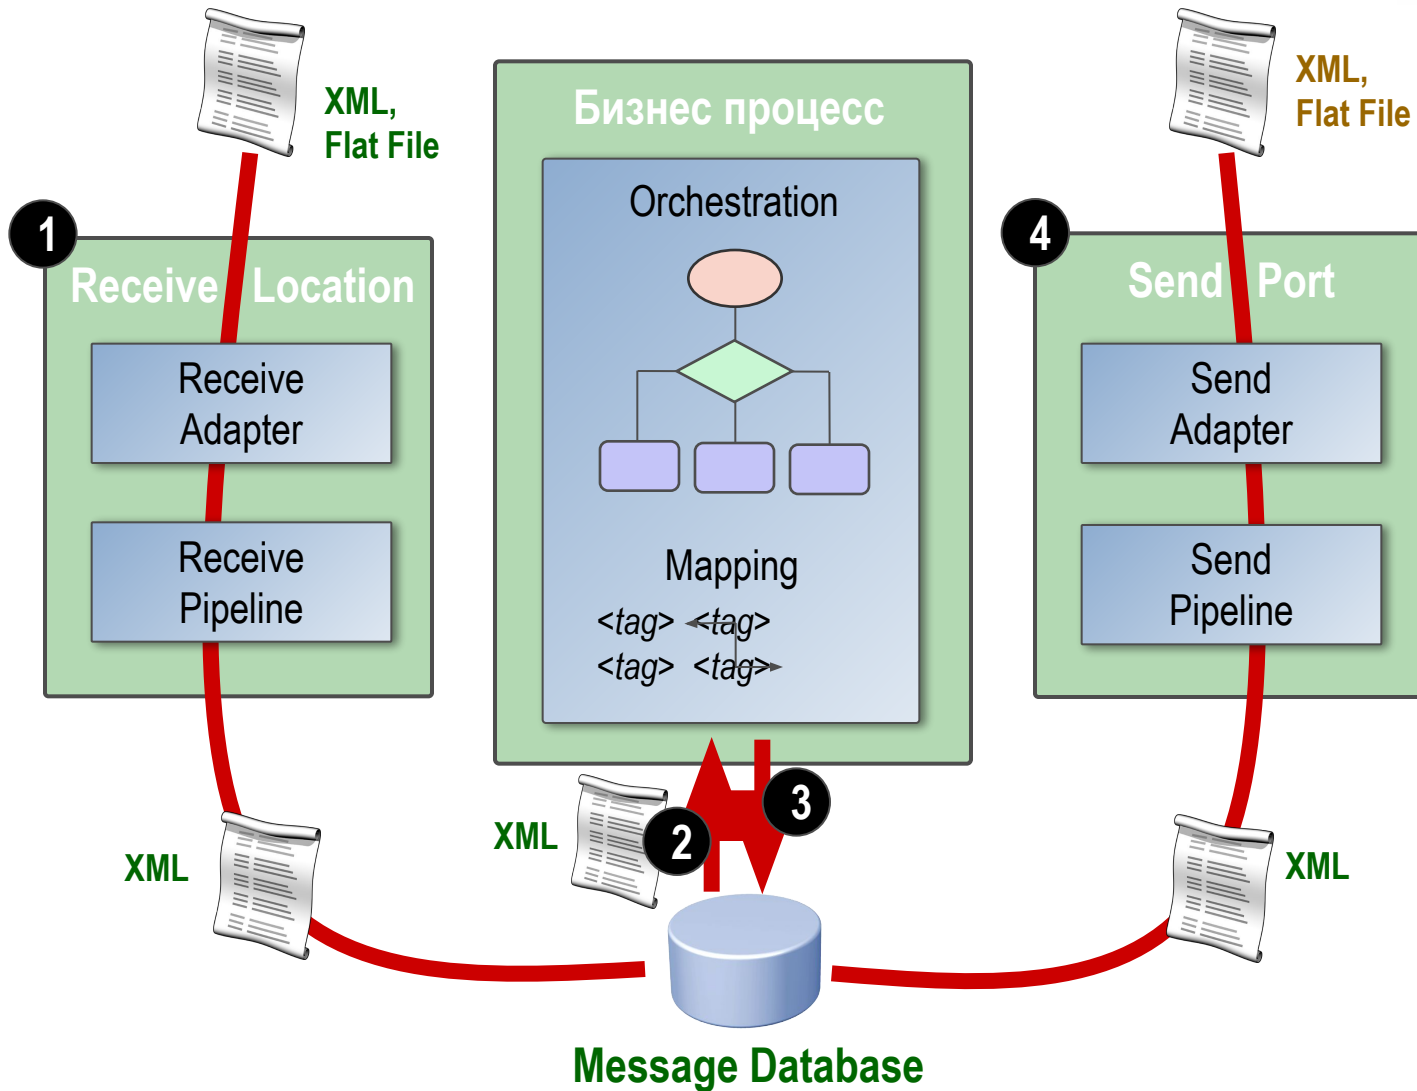 XML,
Flat File
1
Receive Location
Receive
Adapter
Receive
Pipeline
XML
Бизнес процесс
Orchestration
Mapping
<tag> <tag>
<tag> <tag>
XML
2
3
Message Database
XML,
Flat File
4
Send Port
Send
Adapter
Send
Pipeline
XML